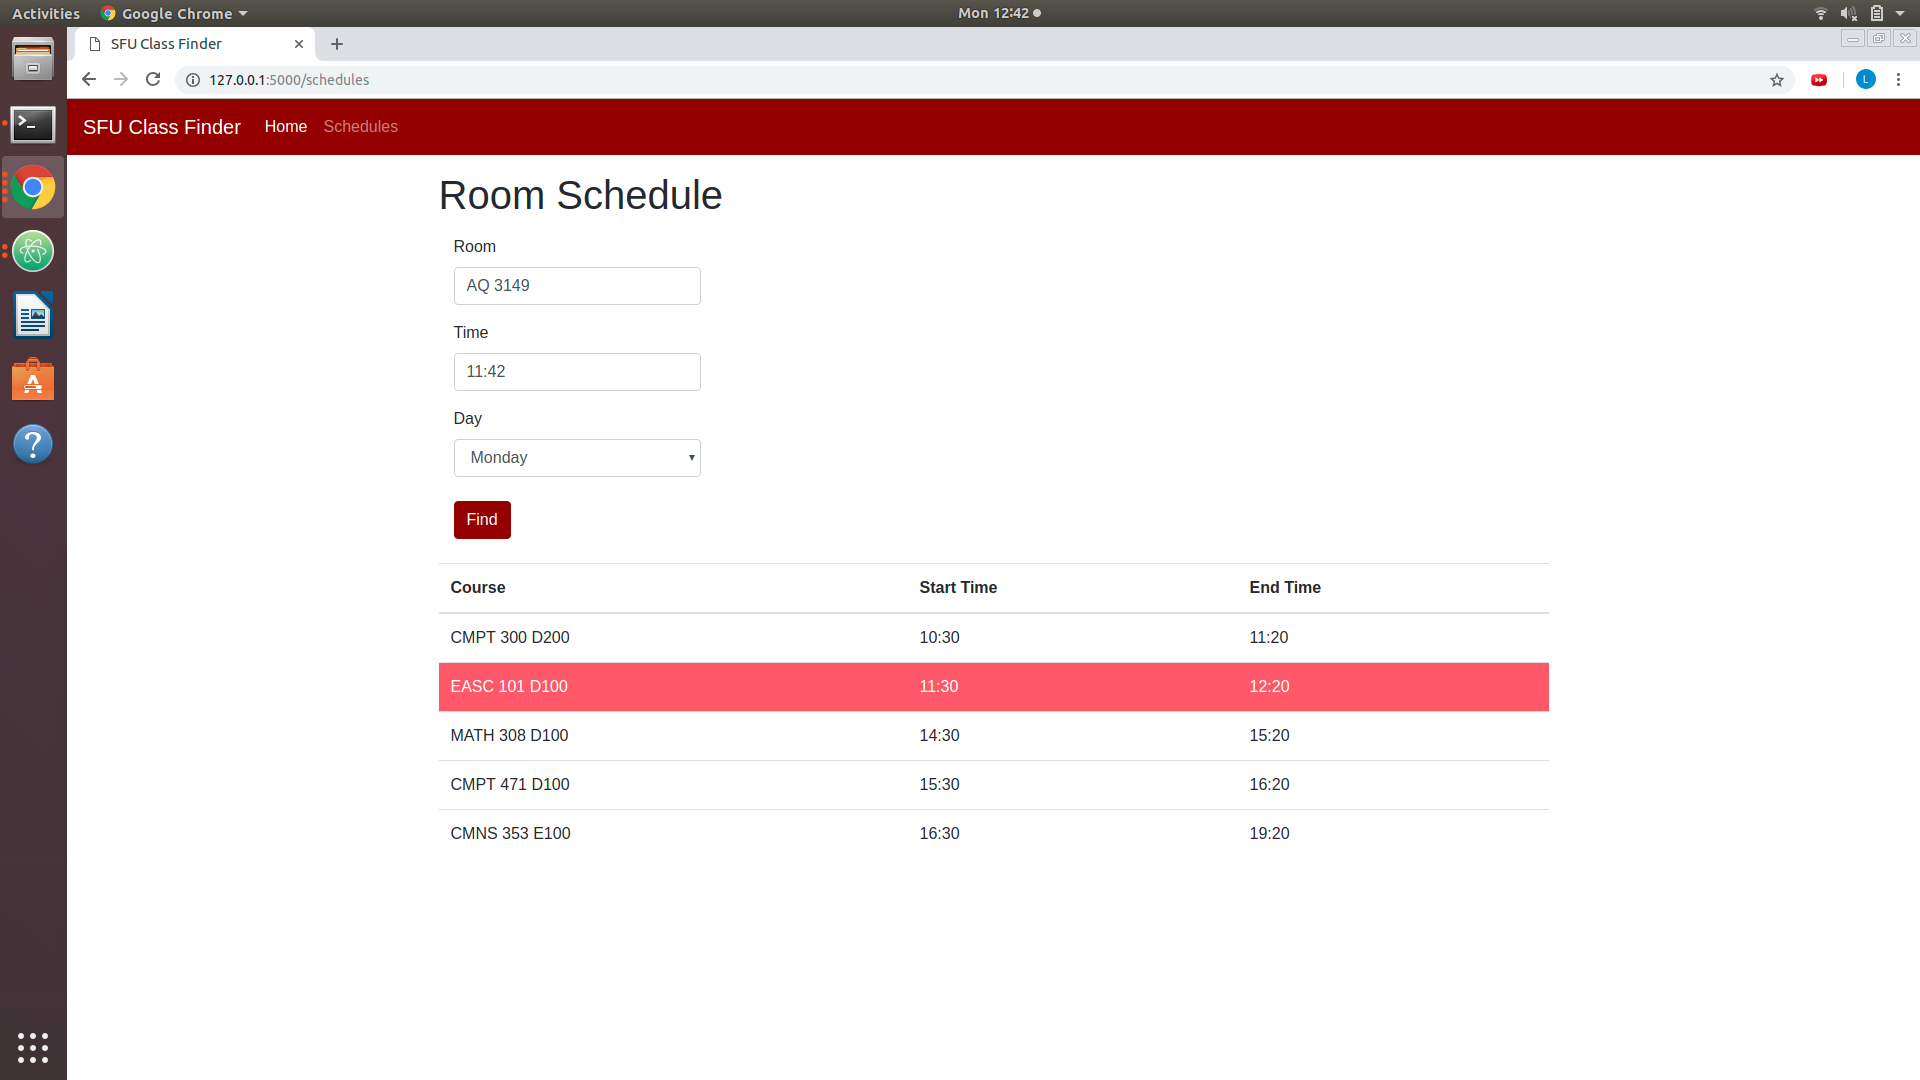 Activities Google Chrome Mon 12:42
SFU Class Finder
127.0.0.1:5000/schedules L
SFU Class Finder Home Schedules
Room Schedule
Room
AQ 3149
Time
11:42
Day
Monday
Find
Course Start Time End Time
CMPT 300 D200 10:30 11:20
EASC 101 D100 11:30 12:20
MATH 308 D100 14:30 15:20
CMPT 471 D100 15:30 16:20
CMNS 353 E100 16:30 19:20